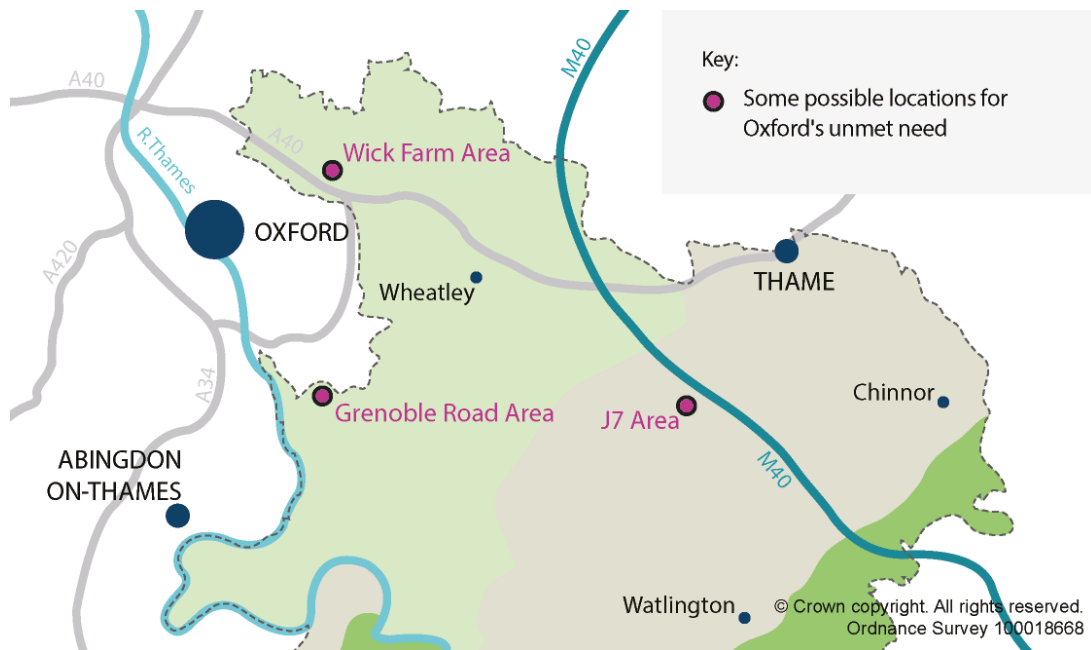 M40
Key:
Some possible locations for
Oxford's unmet need
A40
R.Thames
A40
Wick Farm Area
OXFORD
A420
Wheatley
THAME
A34
Grenoble Road Area
J7 Area
Chinnor
ABINGDON
ON-THAMES
M40
Watlington
© Crown copyright. All rights reserved.
Ordnance Survey 100018668